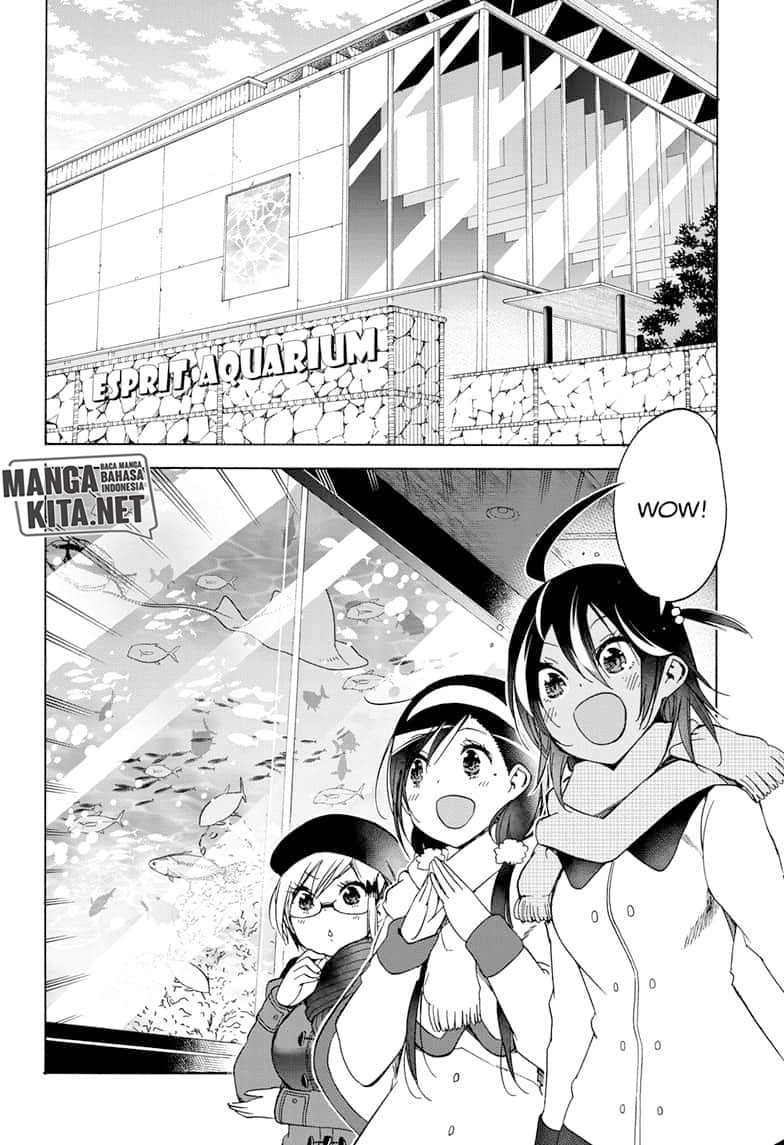 ESPRIT AQUARIUM
MANGA
KITA.NET
BACA MANGA
BAHASA
INDONESIA
WOW!